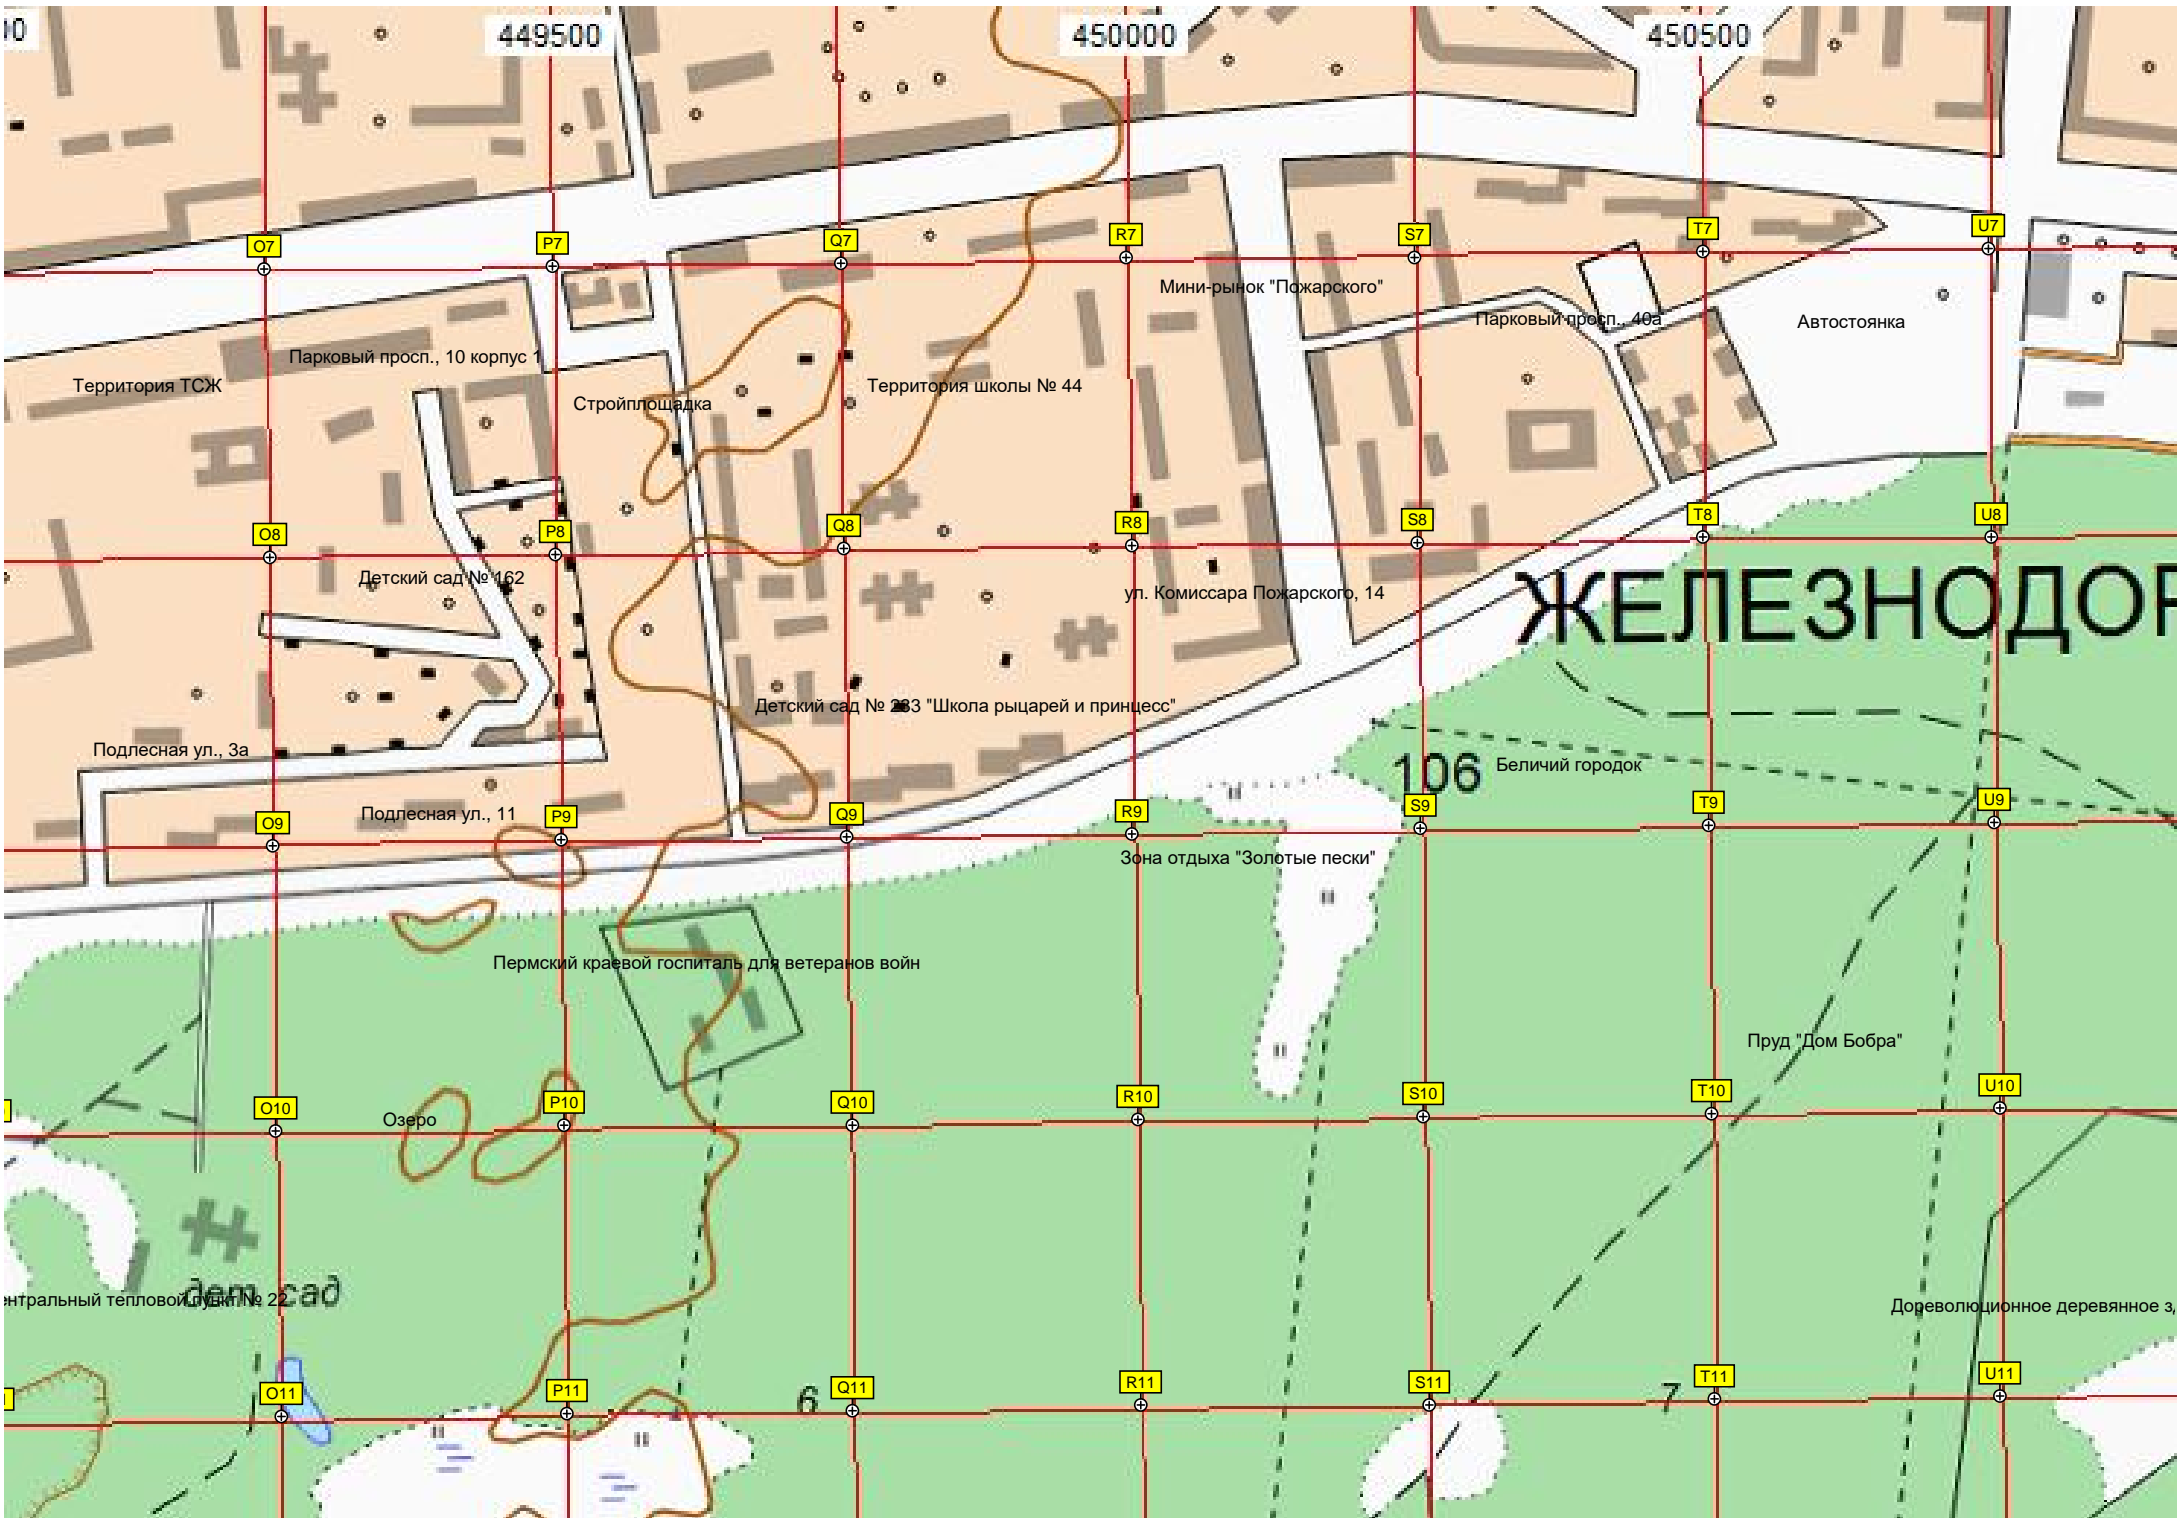 00
449500
450000
450500
O7
P7
Q7
R7
S7
T7
U7
Мини-рынок "Пожарского"
Парковый просп., 40а
Автостоянка
Парковый просп., 10 корпус 1
Территория ТСЖ
Стройплощадка
Территория школы № 44
O8
P8
Q8
R8
S8
T8
U8
Детский сад № 162
ул. Комиссара Пожарского, 14
ЖЕЛЕЗНОДОР
Детский сад № 233 "Школа рыцарей и принцесс"
Подлесная ул., 3а
106
Беличий городок
Подлесная ул., 11
O9
P9
Q9
R9
S9
T9
U9
Зона отдыха "Золотые пески"
Пермский краевой госпиталь для ветеранов войн
Пруд "Дом Бобра"
O10
P10
Q10
R10
S10
T10
U10
Озеро
дет. сад
ентральный тепловой пункт № 22
Дореволюционное деревянное з
O11
P11
6
Q11
R11
S11
7
T11
U11